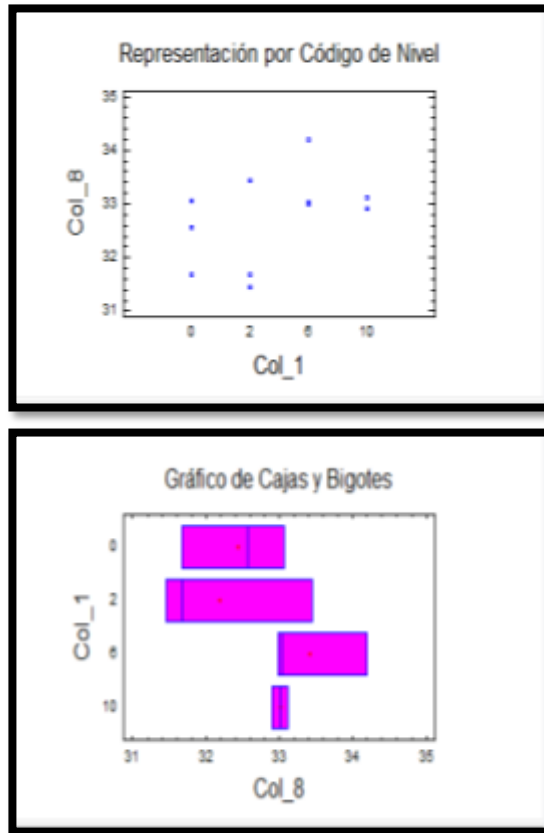 Representación por Código de Nivel
35
34
33
32
31
Col_8
0 2 6 10
Col_1
Gráfico de Cajas y Bigotes
0
2
6
10
Col_1
31 32 33 34 35
Col_8